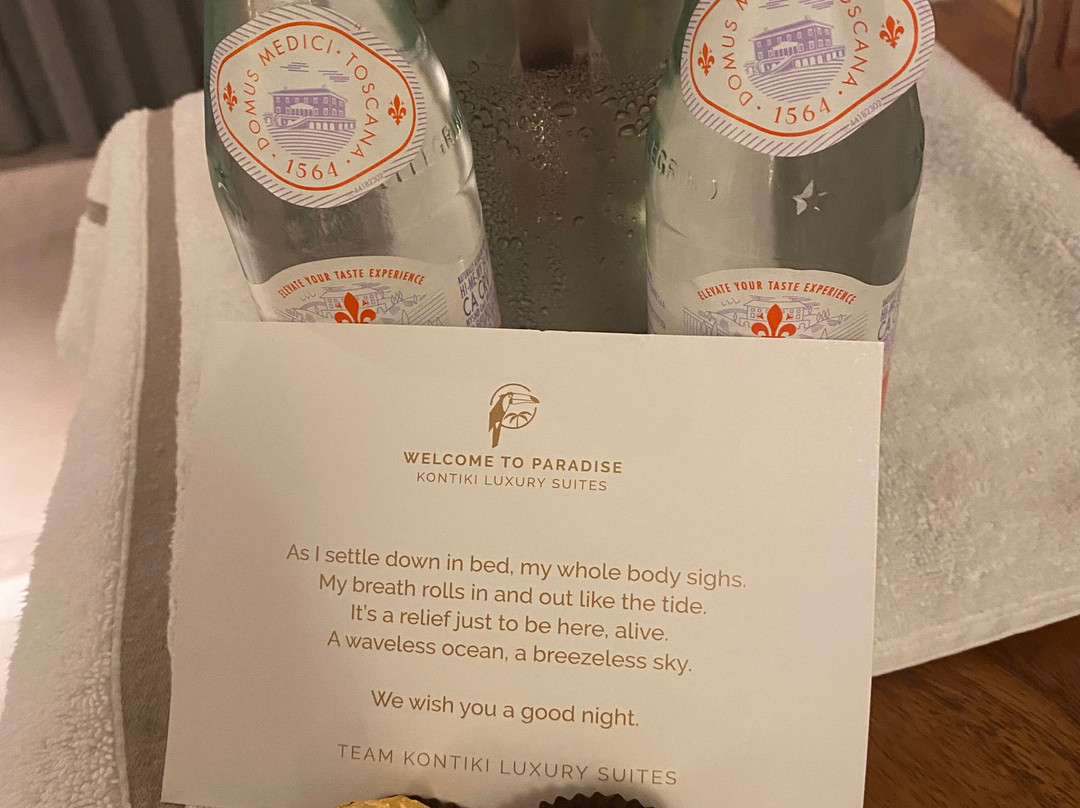 DOMUS MEDICI · TOSCANA · 1564 ·
44182302
ELEVATE YOUR TASTE EXPERIENCE
DOMUS M
TOSCANA · 1564 ·
44182302
ELEVATE YOUR TASTE EXPERIENCE
WELCOME TO PARADISE
KONTIKI LUXURY SUITES
As I settle down in bed, my whole body sighs.
My breath rolls in and out like the tide.
It's a relief just to be here, alive.
A waveless ocean, a breezeless sky.
We wish you a good night.
TEAM KONTIKI LUXURY SUITES